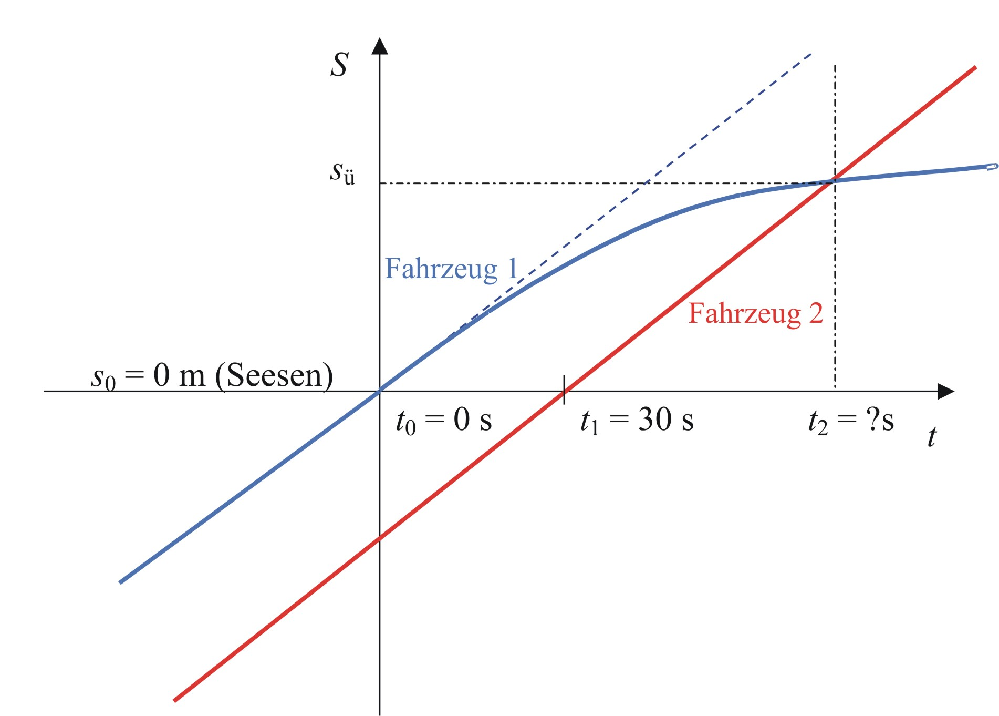 S
sü
Fahrzeug 1
Fahrzeug 2
s0 = 0 m (Seesen)
t0 = 0 s
t1 = 30 s
t2 = ?s
t